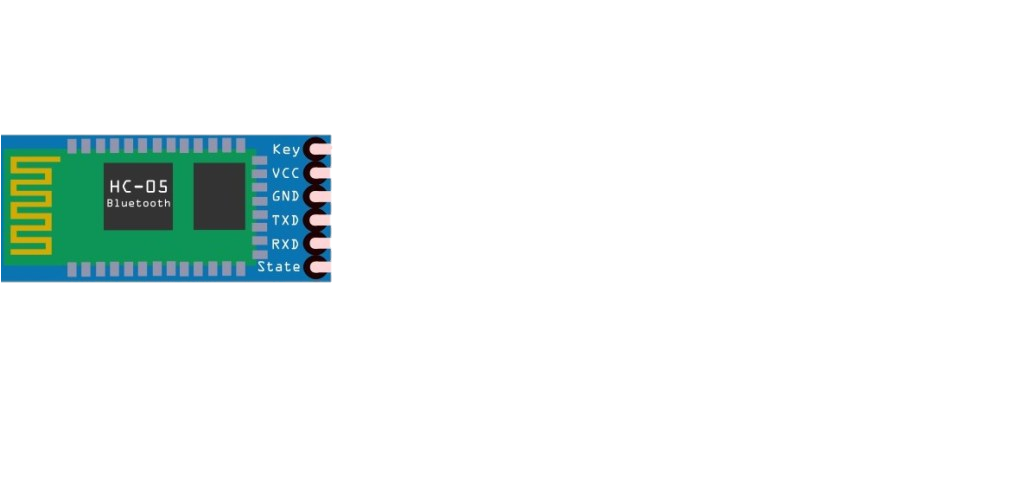 HC-05
Bluetooth
Key
VCC
GND
TXD
RXD
State